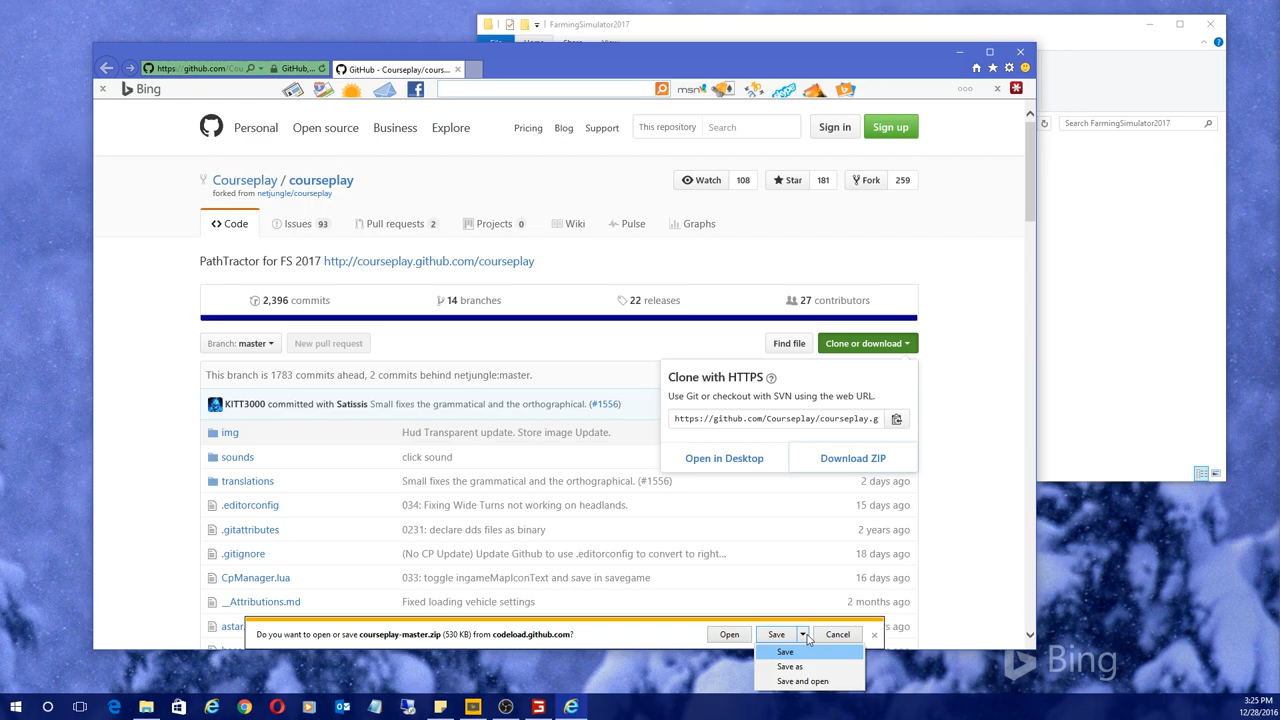 FarmingSimulator2017
File Home Share View
https://github.com/Cou
GitHub,...
GitHub - Courseplay/cours...
Bing
msn
Search FarmingSimulator2017
Personal Open source Business Explore
Pricing Blog Support
This repository Search
Sign in Sign up
Courseplay / courseplay
forked from netjungle/courseplay
Watch 108 Star 181 Fork 259
Code Issues 93 Pull requests 2 Projects 0 Wiki Pulse Graphs
PathTractor for FS 2017 http://courseplay.github.com/courseplay
2,396 commits 14 branches 22 releases 27 contributors
Branch: master New pull request Find file Clone or download
Clone with HTTPS
Use Git or checkout with SVN using the web URL.
https://github.com/Courseplay/courseplay.g
Open in Desktop Download ZIP
This branch is 1783 commits ahead, 2 commits behind netjungle:master.
KITT3000 committed with Satissis Small fixes the grammatical and the orthographical. (#1556)
img Hud Transparent update. Store image Update.
sounds click sound
translations Small fixes the grammatical and the orthographical. (#1556) 2 days ago
.editorconfig 034: Fixing Wide Turns not working on headlands. 15 days ago
.gitattributes 0231: declare dds files as binary 2 years ago
.gitignore (No CP Update) Update Github to use .editorconfig to convert to right... 18 days ago
CpManager.lua 033: toggle ingameMapIconText and save in savegame 16 days ago
__Attributions.md Fixed loading vehicle settings 2 months ago
astar. ago
Do you want to open or save courseplay-master.zip (530 KB) from codeload.github.com?
Open Save Cancel
Save
Save as
Save and open
Bing
3:25 PM
12/28/2016